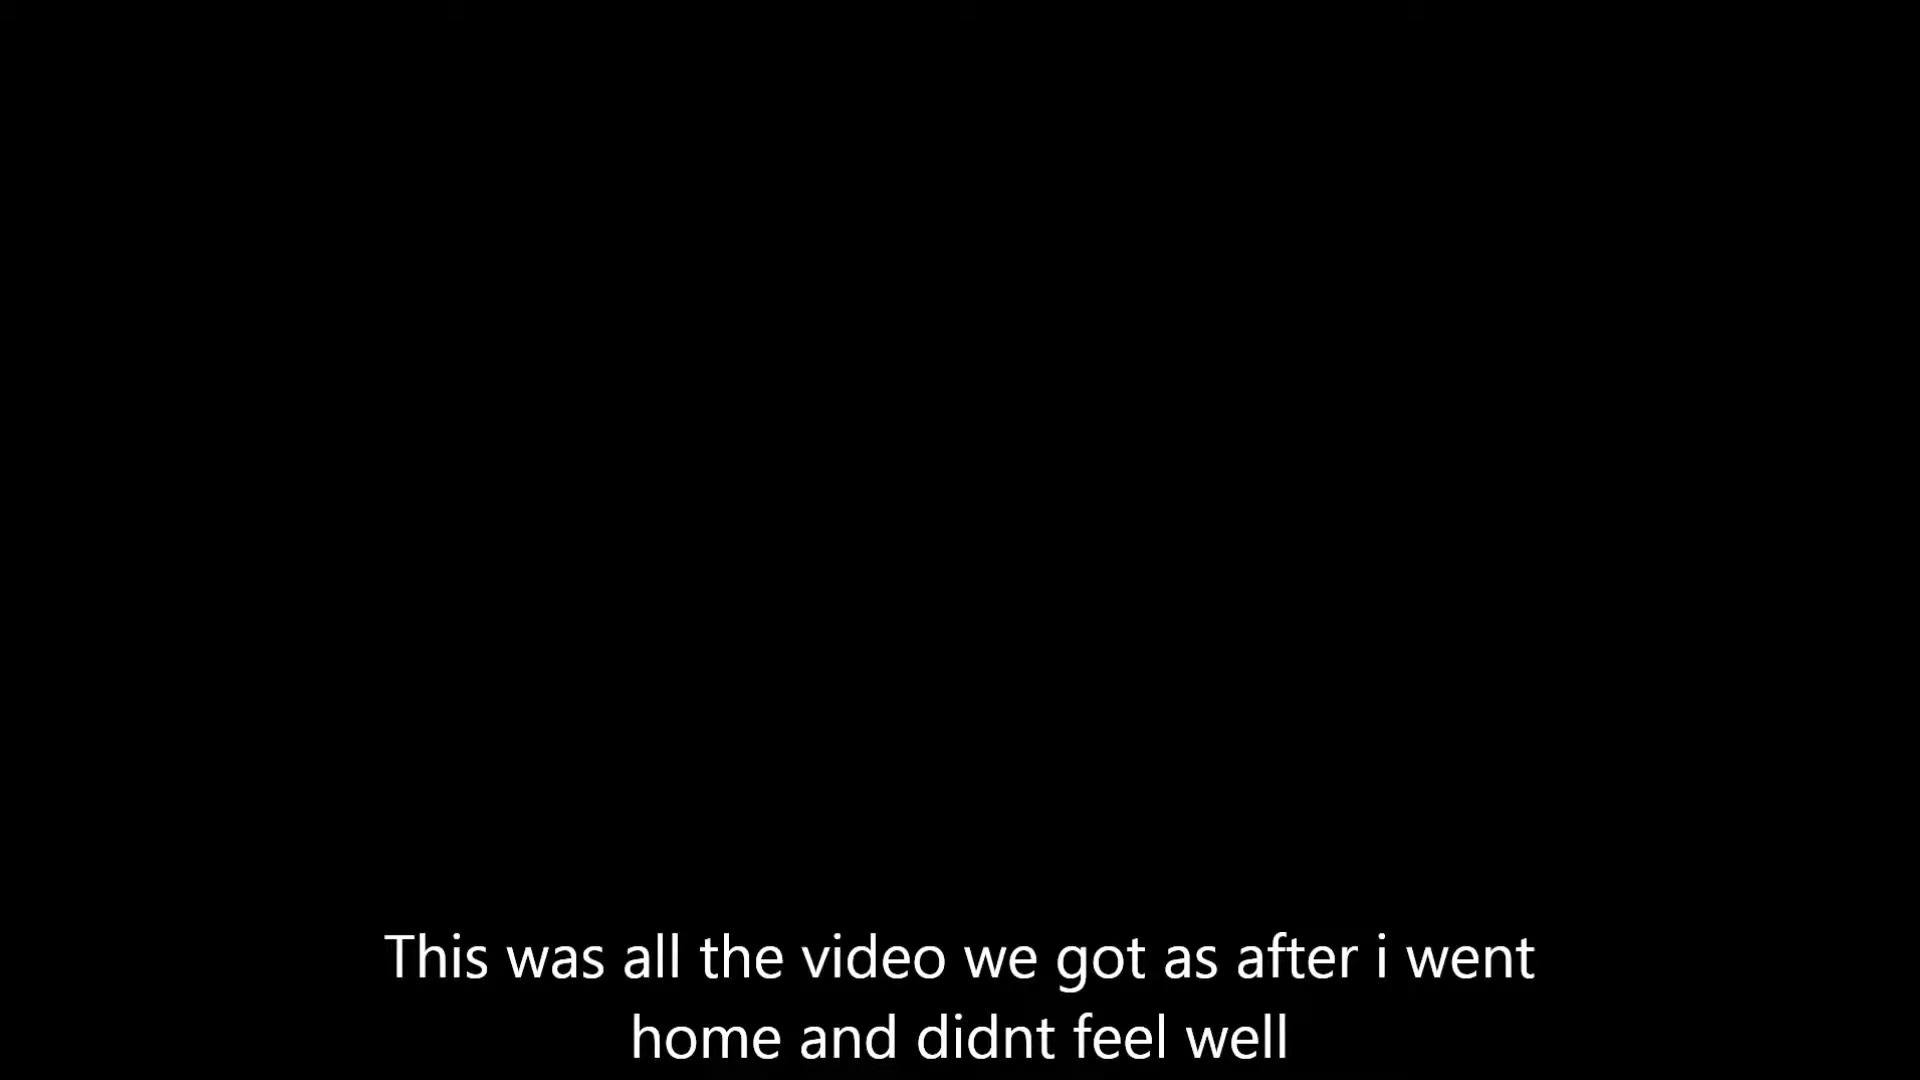 This was all the video we got as after i went
home and didnt feel well